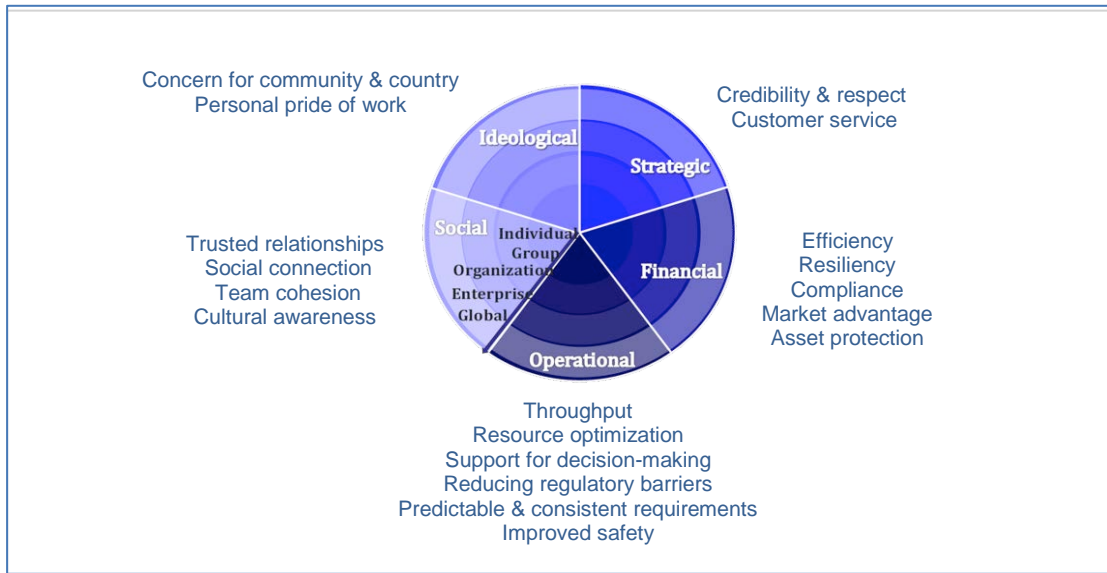 Concern for community & country
Personal pride of work
Credibility & respect
Customer service
Ideological
Strategic
Social
Individual
Group
Organization
Enterprise
Global
Financial
Operational
Trusted relationships
Social connection
Team cohesion
Cultural awareness
Efficiency
Resiliency
Compliance
Market advantage
Asset protection
Throughput
Resource optimization
Support for decision-making
Reducing regulatory barriers
Predictable & consistent requirements
Improved safety